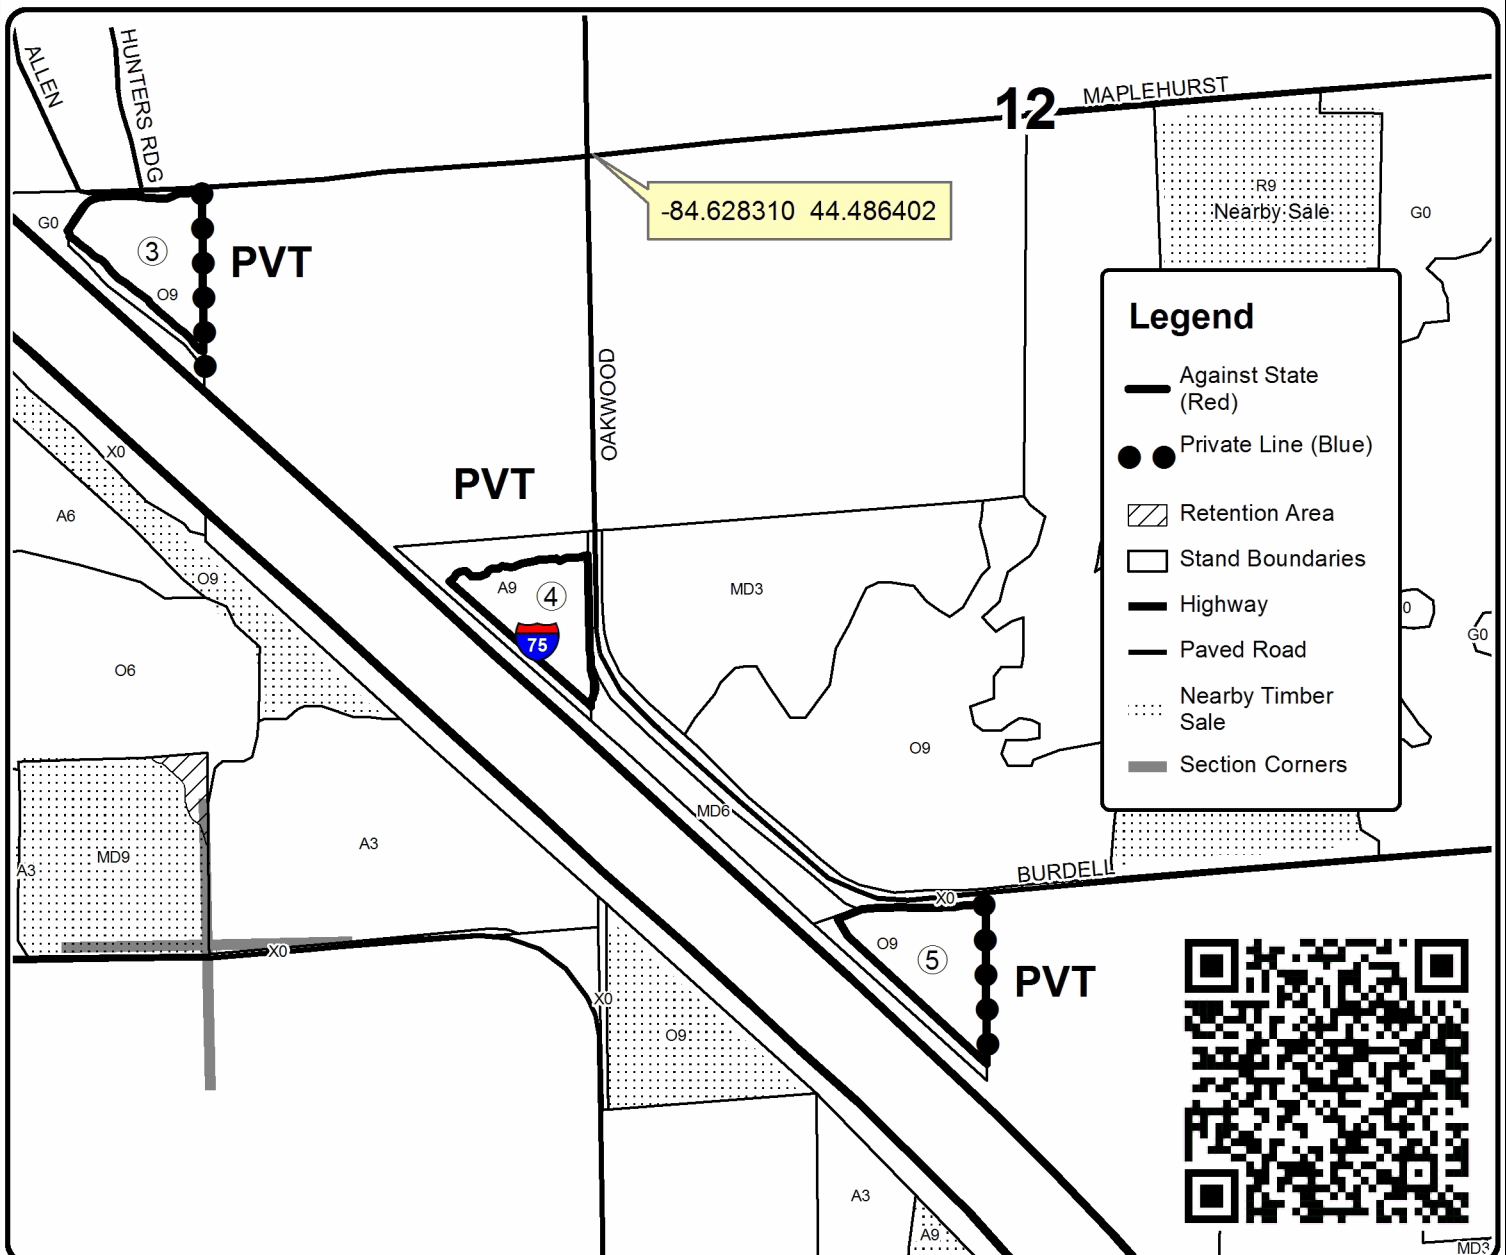 ALLEN
HUNTERS RDG
12
MAPLEHURST
R9
Nearby Sale
G0
-84.628310  44.486402
G0
3
PVT
O9
Legend
Against State
(Red)
Private Line (Blue)
Retention Area
Stand Boundaries
Highway
Paved Road
Nearby Timber
Sale
Section Corners
OAKWOOD
X0
PVT
A6
O9
A9
4
75
MD3
0
G0
O6
O9
MD6
A3
MD9
A3
BURDELL
X0
O9
5
PVT
X0
X0
O9
A3
A9
MD3